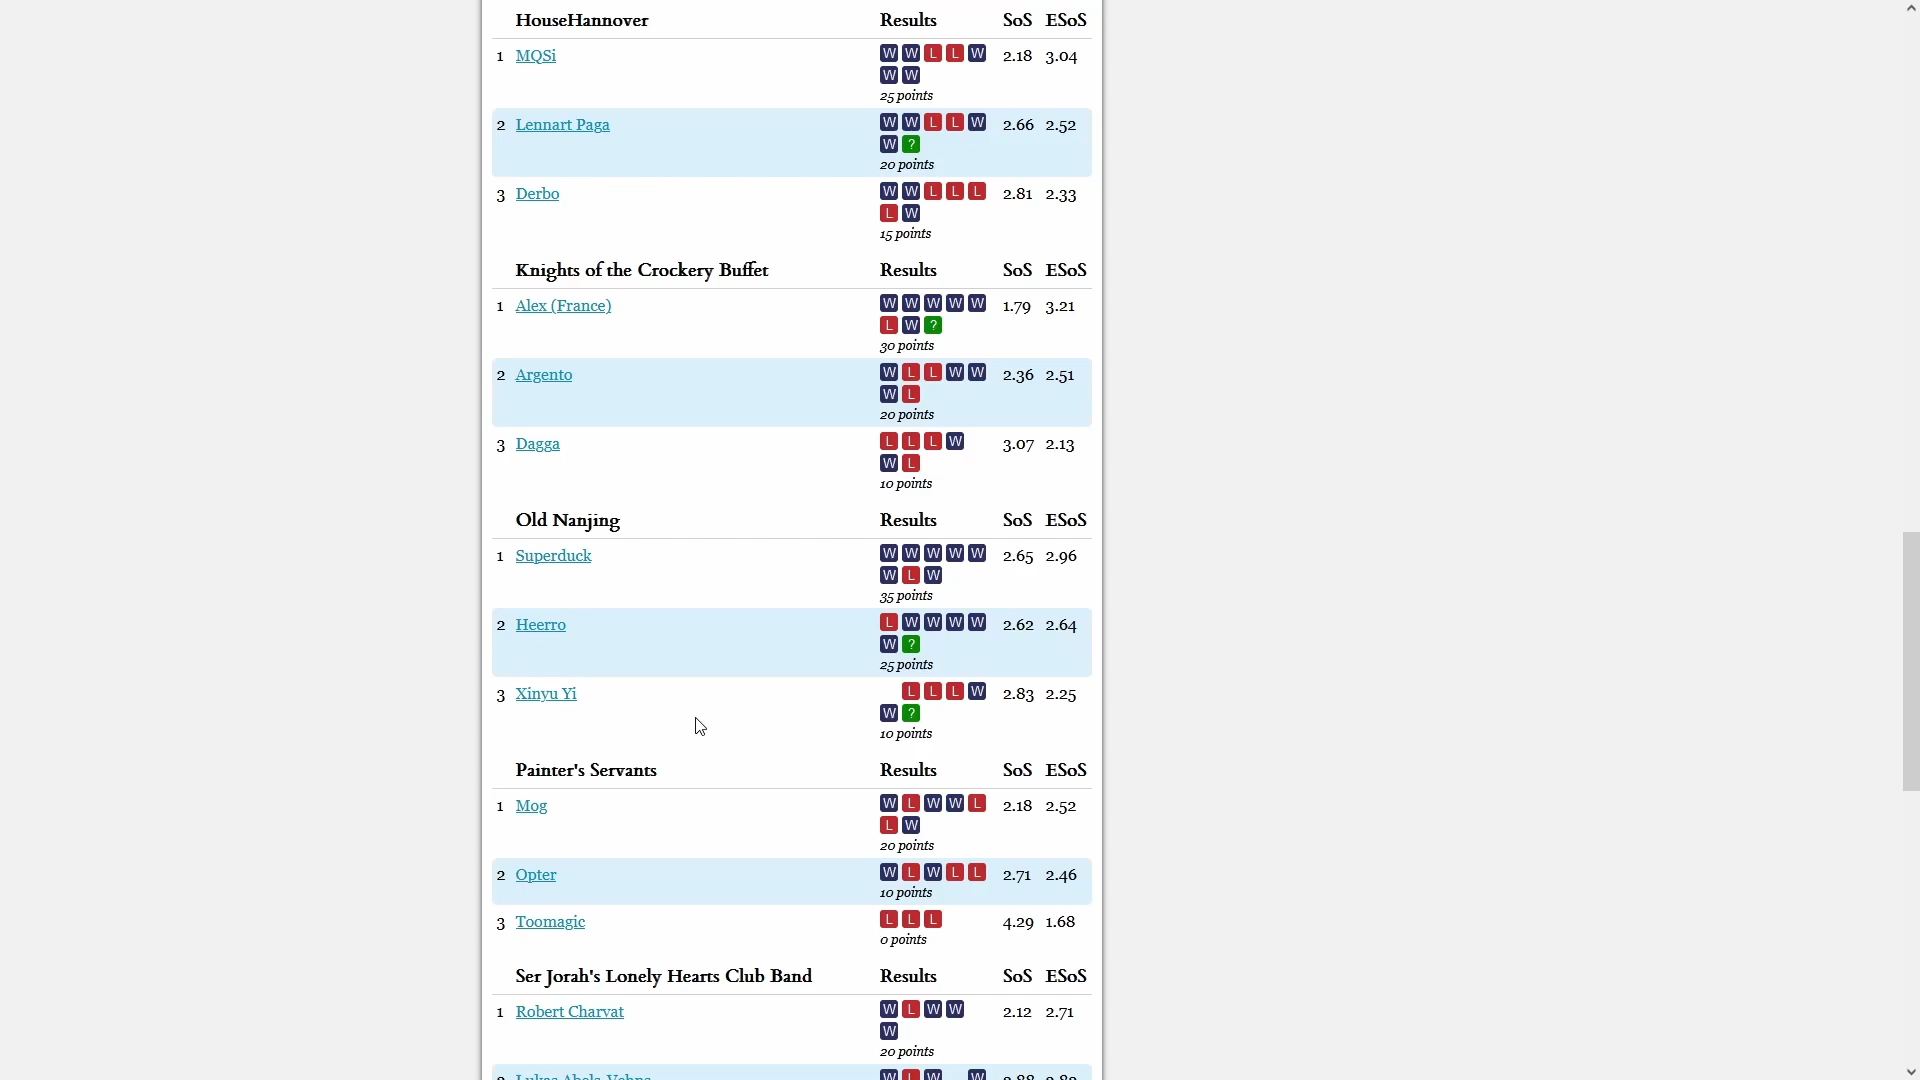 HouseHannover Results SoS ESoS
1 MQSi W W L L W 2.18 3.04
W W
25 points
2 Lennart Paga W W L L W 2.66 2.52
W ?
20 points
3 Derbo W W L L L 2.81 2.33
L W
15 points
Knights of the Crockery Buffet Results SoS ESoS
1 Alex (France) W W W W W 1.79 3.21
L W ?
30 points
2 Argento W L L W W 2.36 2.51
W L
20 points
3 Dagga L L L W 3.07 2.13
W L
10 points
Old Nanjing Results SoS ESoS
1 Superduck W W W W W 2.65 2.96
W L W
35 points
2 Heerro L W W W W 2.62 2.64
W ?
25 points
3 Xinyu Yi L L L W 2.83 2.25
W ?
10 points
Painter's Servants Results SoS ESoS
1 Mog W L W W L 2.18 2.52
L W
20 points
2 Opter W L W L L 2.71 2.46
10 points
3 Toomagic L L L 4.29 1.68
0 points
Ser Jorah's Lonely Hearts Club Band Results SoS ESoS
1 Robert Charvat W L W W 2.12 2.71
W
20 points
W L W W